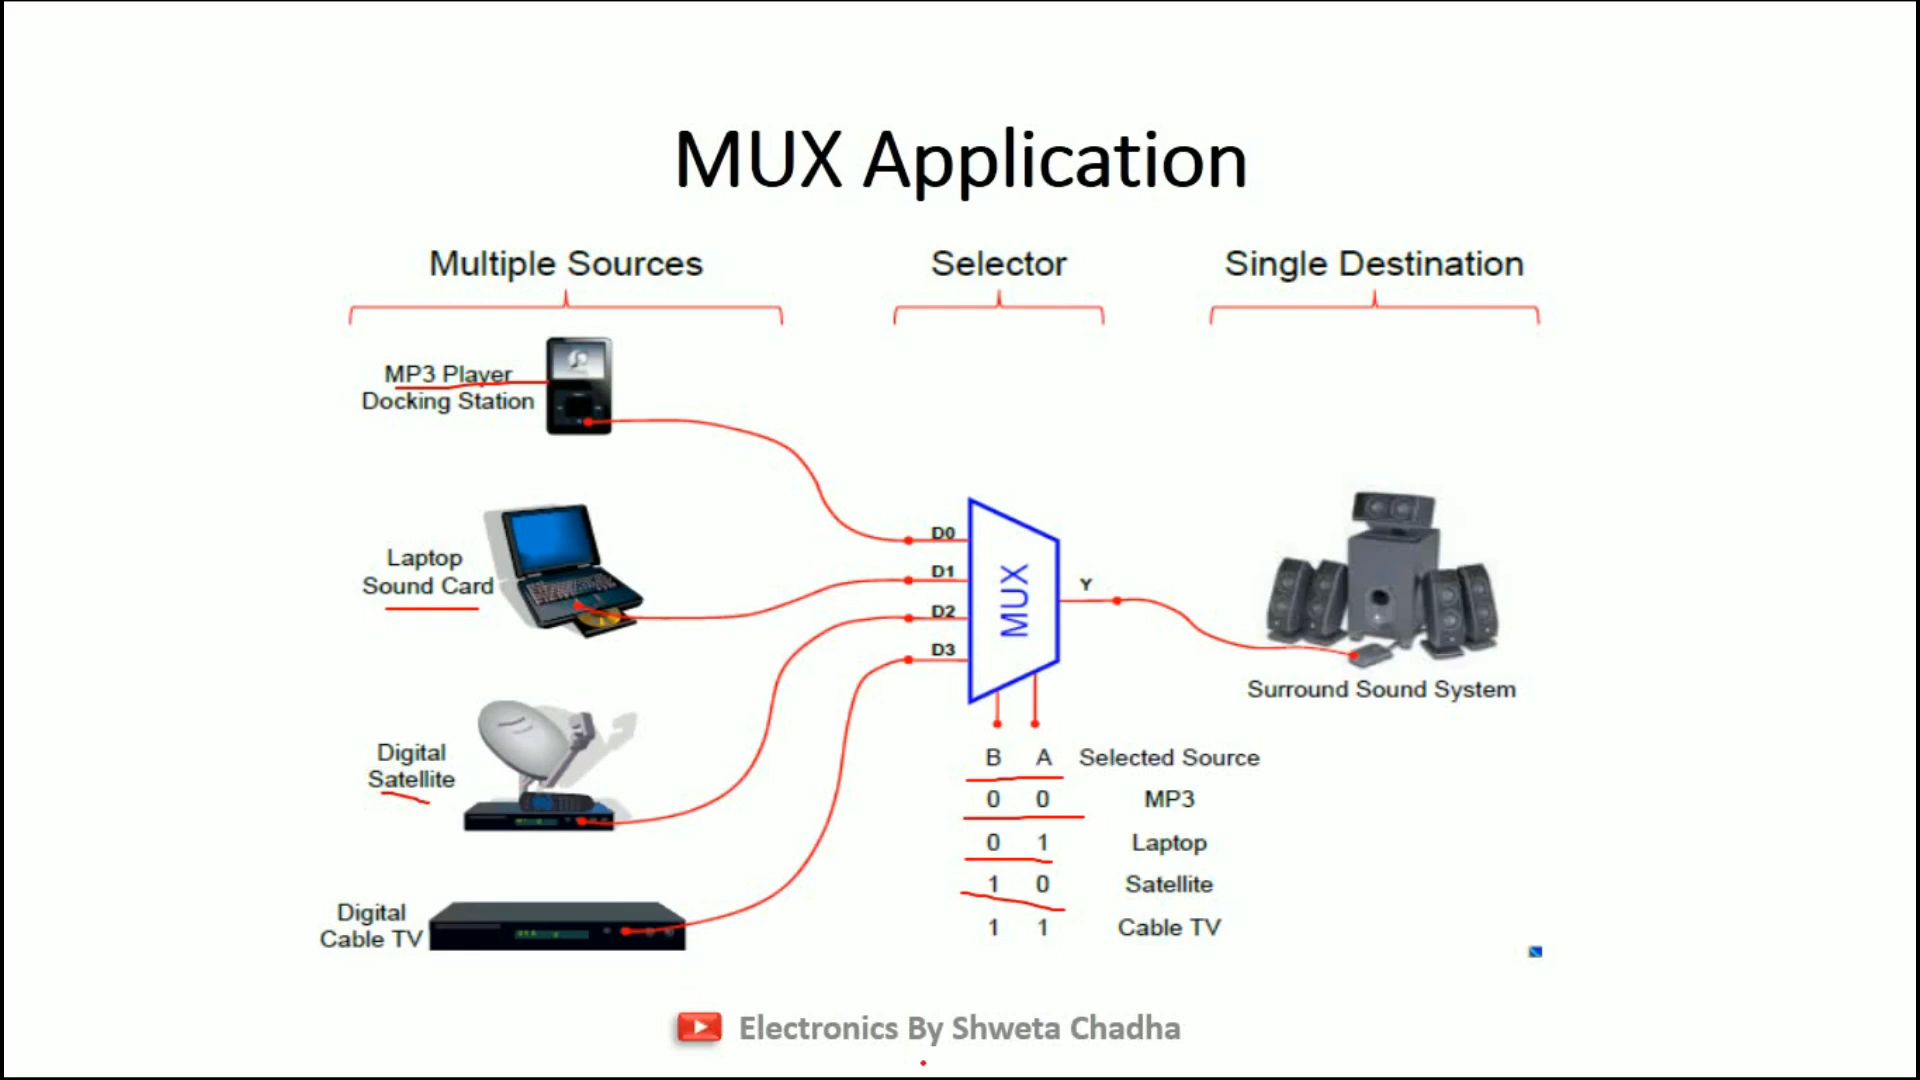 MUX Application
Multiple Sources
Selector
Single Destination
MP3 Player
Docking Station
Laptop
Sound Card
Digital
Satellite
Digital
Cable TV
D0
D1
D2
D3
MUX
Y
Surround Sound System
B A Selected Source
0 0 MP3
0 1 Laptop
1 0 Satellite
1 1 Cable TV
Electronics By Shweta Chadha